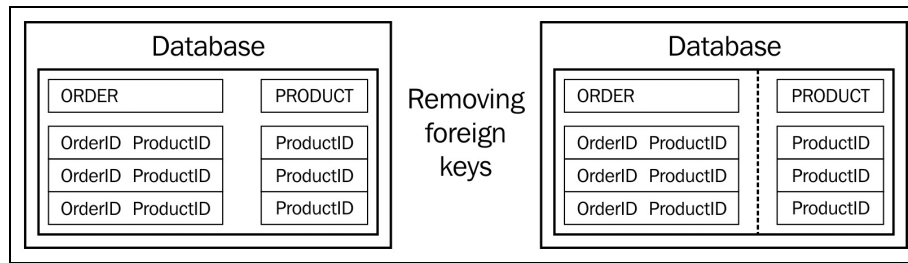 Database
ORDER
PRODUCT
OrderID ProductID
ProductID
OrderID ProductID
ProductID
OrderID ProductID
ProductID
Removing
foreign
keys
Database
ORDER
PRODUCT
OrderID ProductID
ProductID
OrderID ProductID
ProductID
OrderID ProductID
ProductID